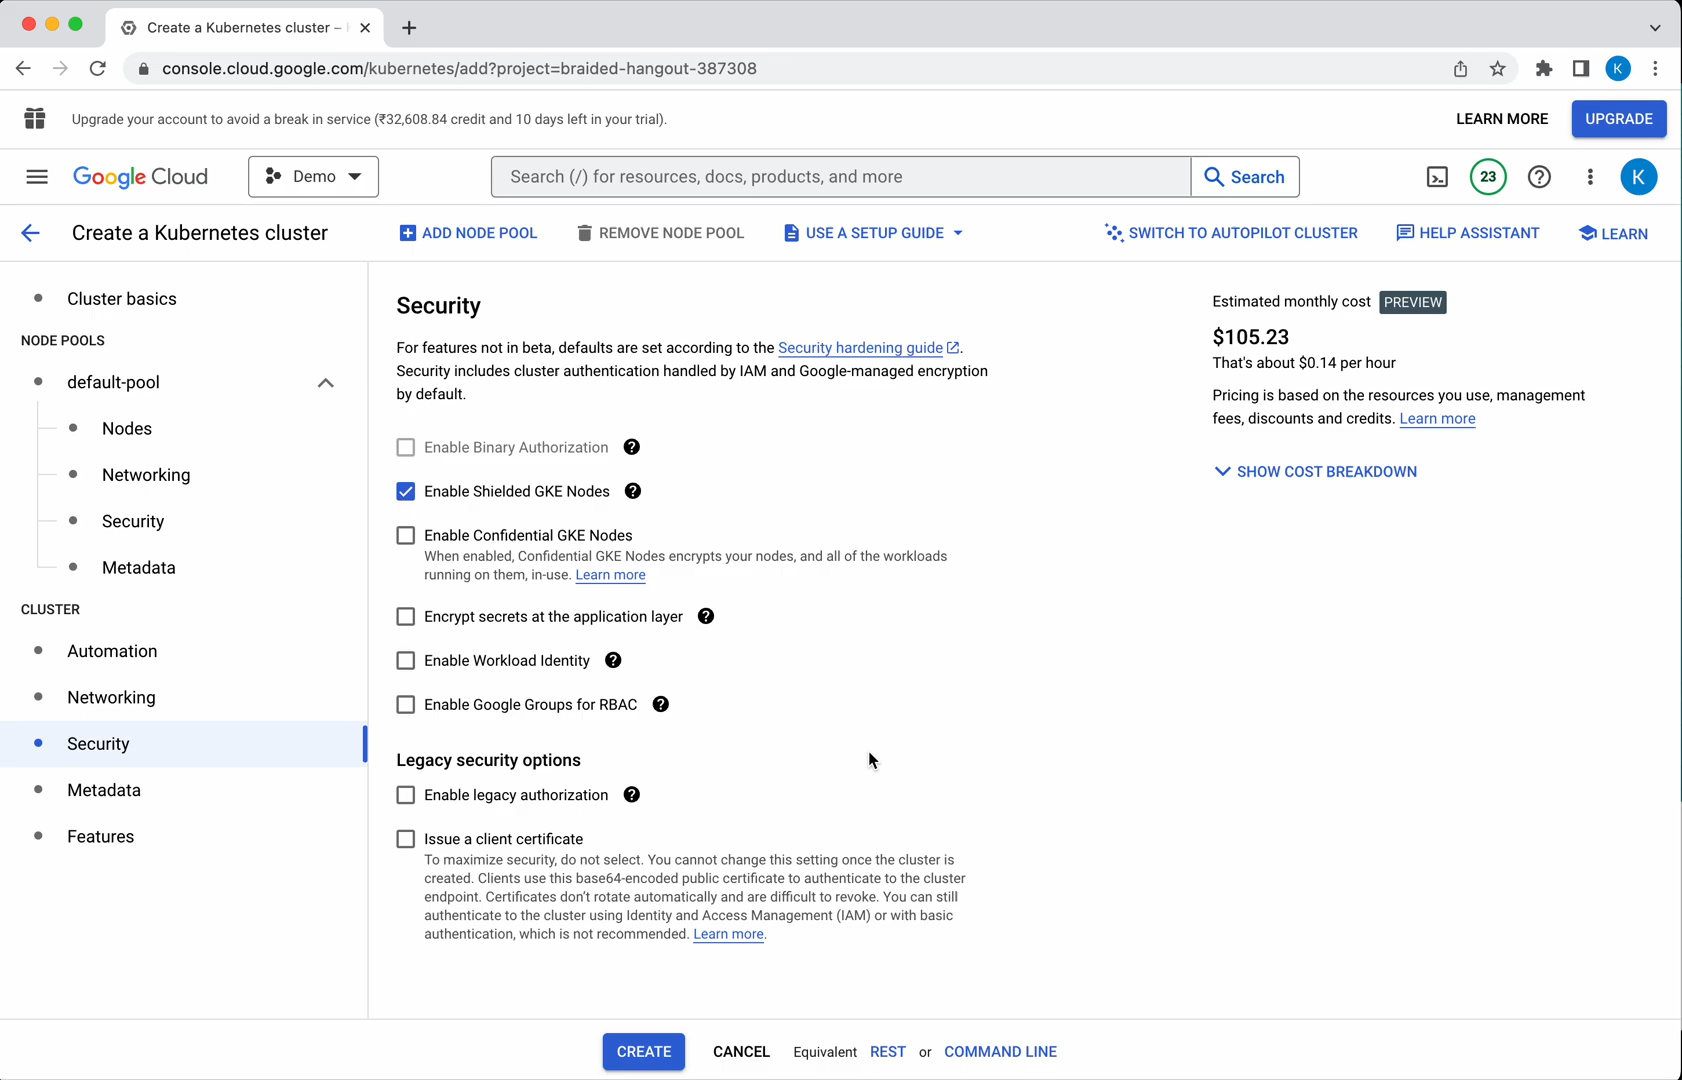 Create a Kubernetes cluster –
console.cloud.google.com/kubernetes/add?project=braided-hangout-387308
K
Upgrade your account to avoid a break in service (₹32,608.84 credit and 10 days left in your trial).
LEARN MORE
UPGRADE
Google Cloud
Demo
Search (/) for resources, docs, products, and more
Search
23
K
Create a Kubernetes cluster
ADD NODE POOL
REMOVE NODE POOL
USE A SETUP GUIDE
SWITCH TO AUTOPILOT CLUSTER
HELP ASSISTANT
LEARN
Cluster basics
NODE POOLS
default-pool
Nodes
Networking
Security
Metadata
CLUSTER
Automation
Networking
Security
Metadata
Features
Security
For features not in beta, defaults are set according to the Security hardening guide.
Security includes cluster authentication handled by IAM and Google-managed encryption
by default.
Enable Binary Authorization
Enable Shielded GKE Nodes
Enable Confidential GKE Nodes
When enabled, Confidential GKE Nodes encrypts your nodes, and all of the workloads
running on them, in-use. Learn more
Encrypt secrets at the application layer
Enable Workload Identity
Enable Google Groups for RBAC
Legacy security options
Enable legacy authorization
Issue a client certificate
To maximize security, do not select. You cannot change this setting once the cluster is
created. Clients use this base64-encoded public certificate to authenticate to the cluster
endpoint. Certificates don't rotate automatically and are difficult to revoke. You can still
authenticate to the cluster using Identity and Access Management (IAM) or with basic
authentication, which is not recommended. Learn more.
Estimated monthly cost PREVIEW
$105.23
That's about $0.14 per hour
Pricing is based on the resources you use, management
fees, discounts and credits. Learn more
SHOW COST BREAKDOWN
CREATE
CANCEL
Equivalent REST or COMMAND LINE